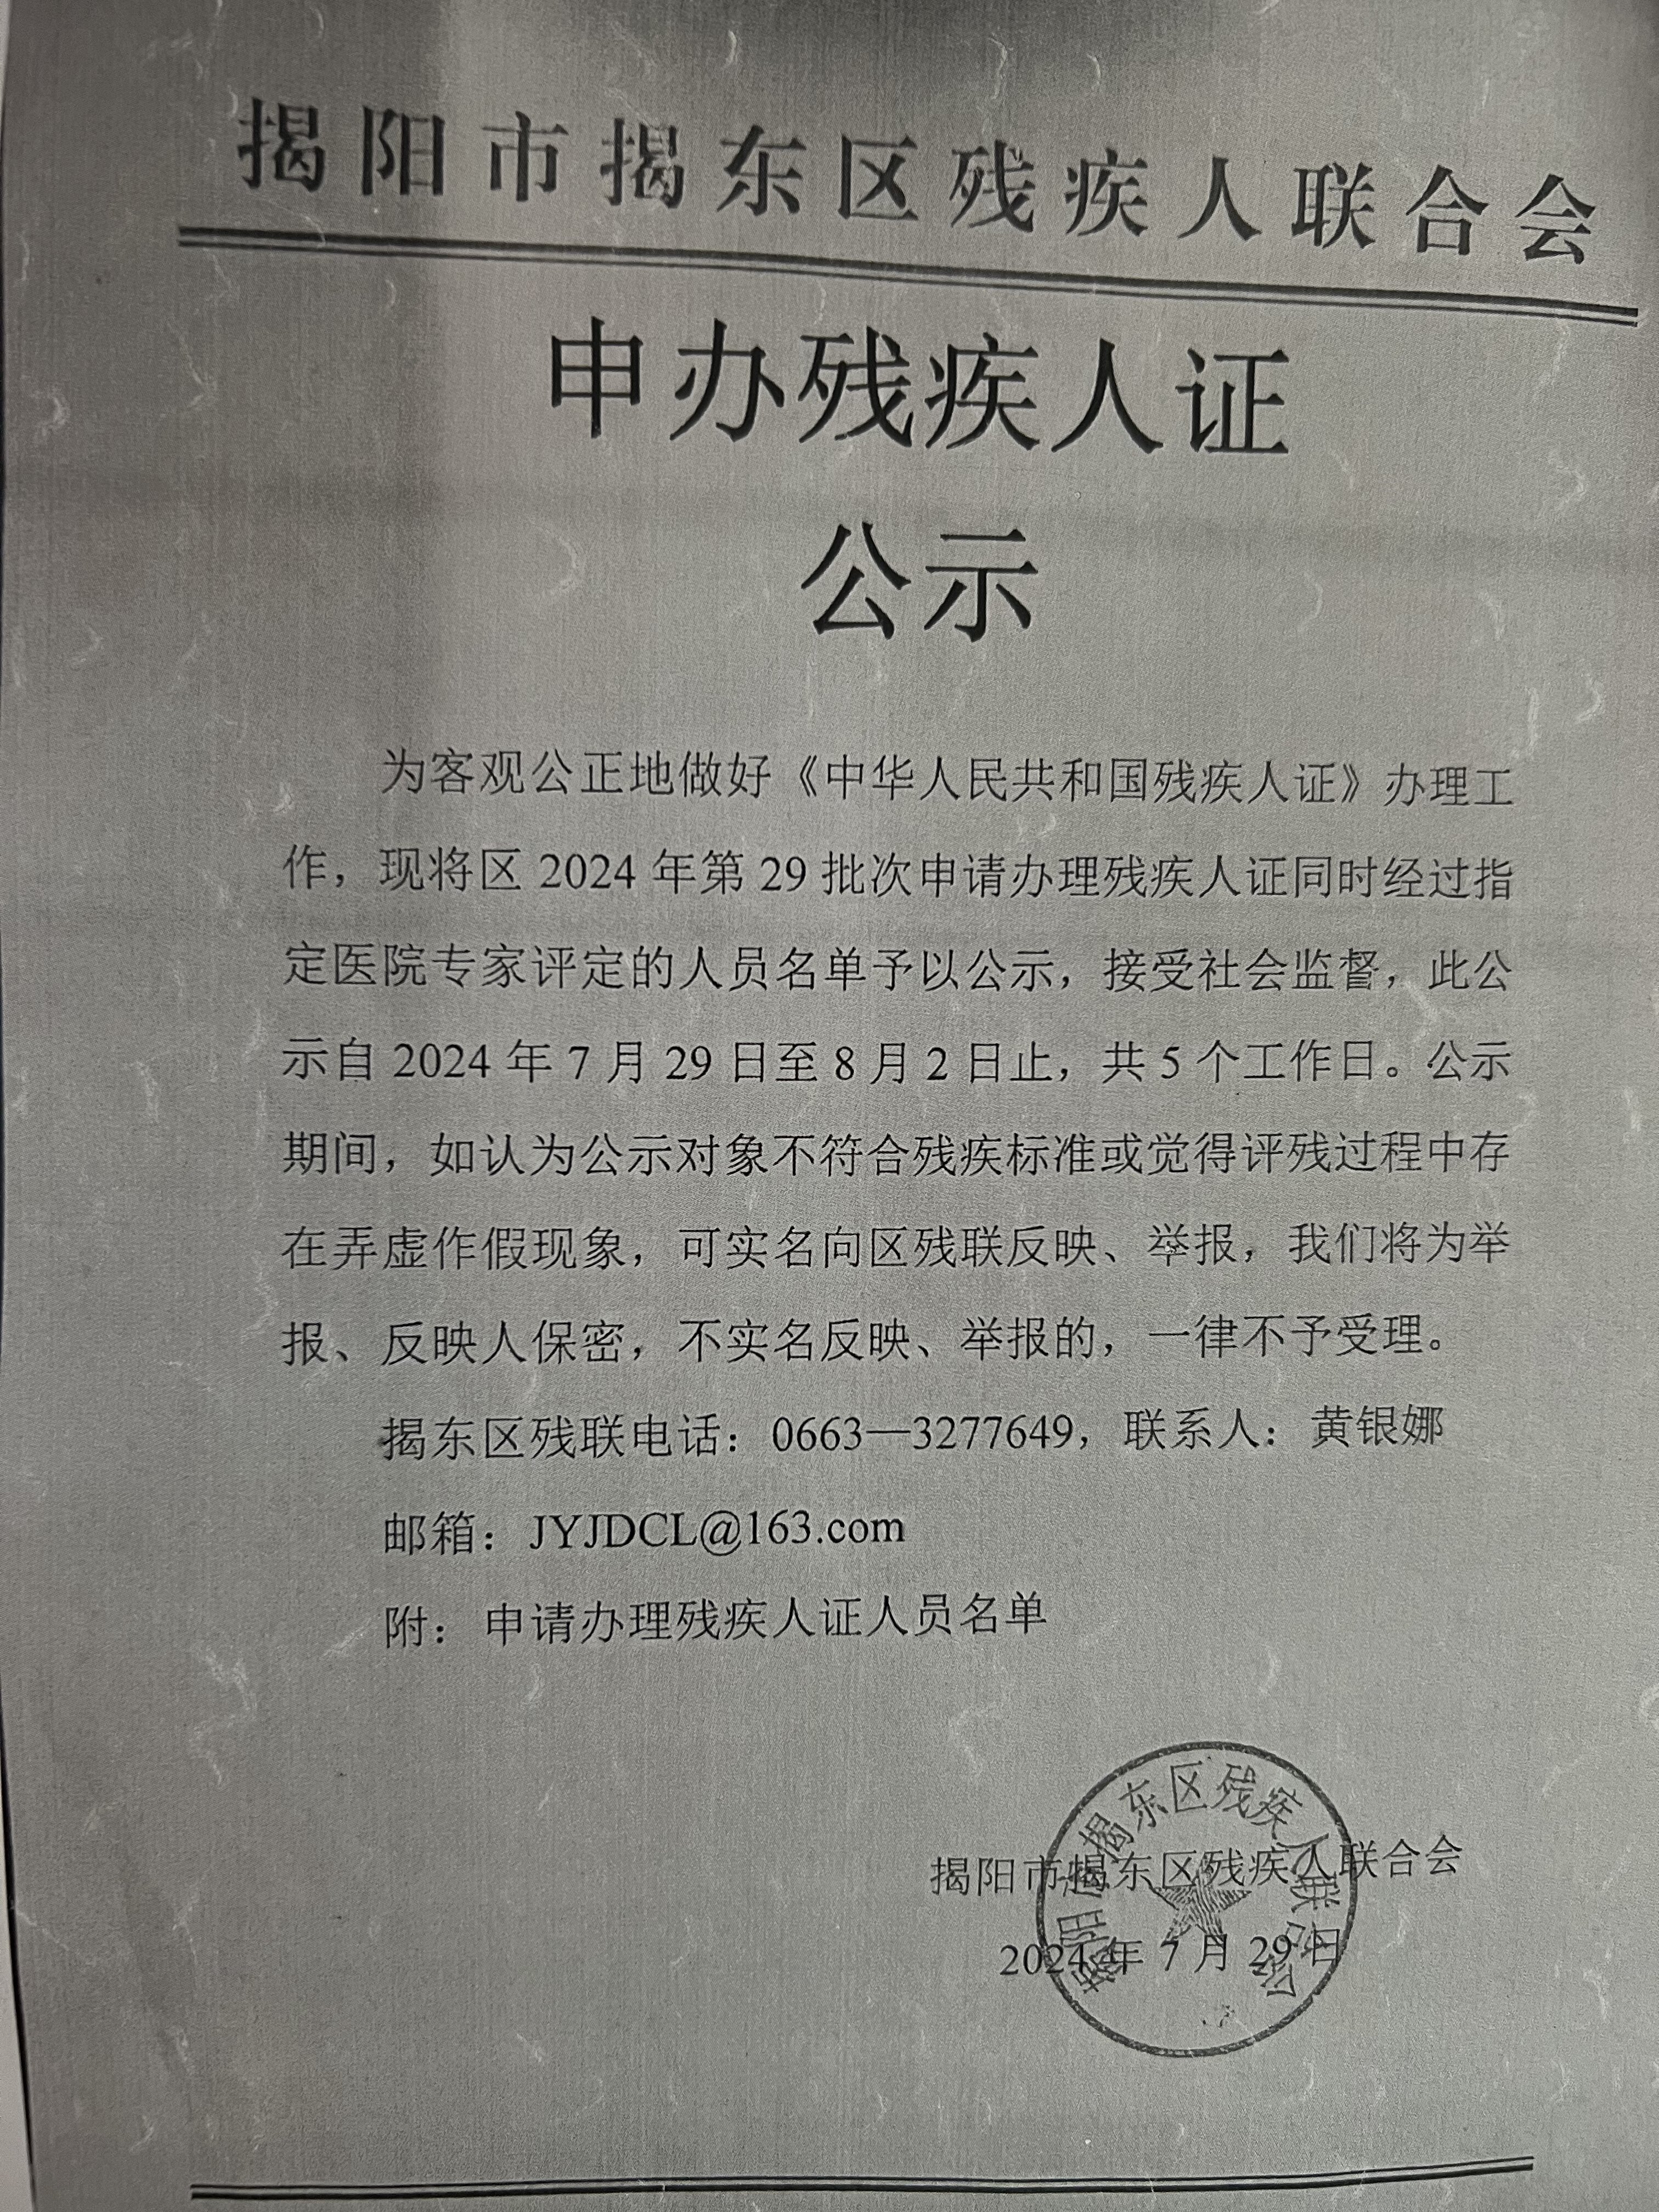 揭阳市揭东区残疾人联合会
申办残疾人证
公示
为客观公正地做好《中华人民共和国残疾人证》办理工
作，现将区 2024 年第 29 批次申请办理残疾人证同时经过指
定医院专家评定的人员名单予以公示，接受社会监督，此公
示自 2024 年 7 月 29 日至 8 月 2 日止，共 5 个工作日。公示
期间，如认为公示对象不符合残疾标准或觉得评残过程中存
在弄虚作假现象，可实名向区残联反映、举报，我们将为举
报、反映人保密，不实名反映、举报的，一律不予受理。
揭东区残联电话：0663—3277649，联系人：黄银娜
邮箱：JYJDCL@163.com
附：申请办理残疾人证人员名单
揭阳市揭东区残疾人联合会
揭阳市揭东区残疾人联合会
2024 年 7 月 29 日